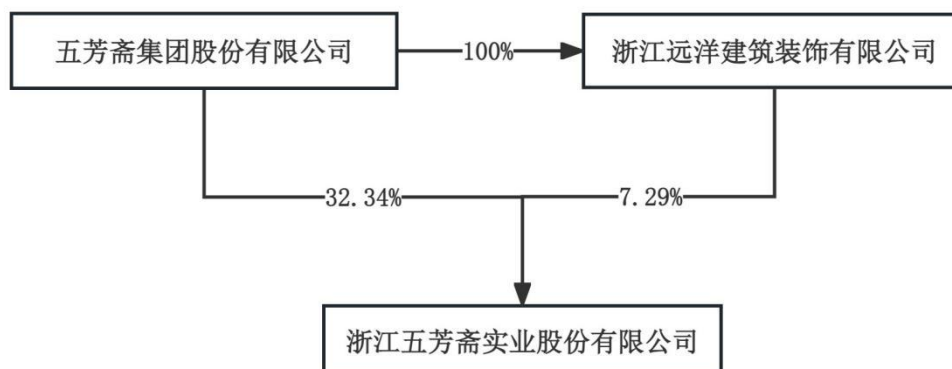 五芳斋集团股份有限公司
100%
浙江远洋建筑装饰有限公司
32.34%
7.29%
浙江五芳斋实业股份有限公司